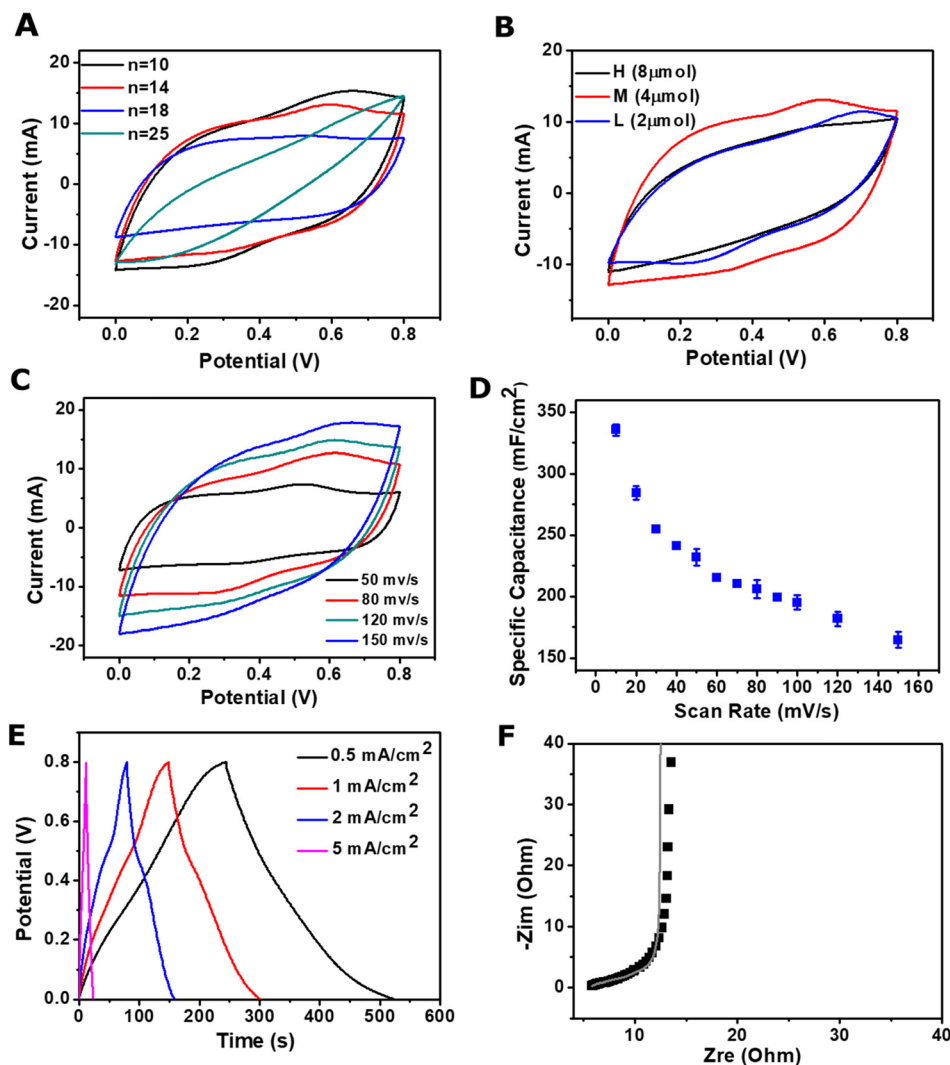 A
n=10
n=14
n=18
n=25
20
10
0
-10
-20
Current (mA)
0.0 0.2 0.4 0.6 0.8
Potential (V)
B
H (8μmol)
M (4μmol)
L (2μmol)
20
10
0
-10
Current (mA)
0.0 0.2 0.4 0.6 0.8
Potential (V)
C
20
10
0
-10
-20
Current (mA)
50 mv/s
80 mv/s
120 mv/s
150 mv/s
0.0 0.2 0.4 0.6 0.8
Potential (V)
D
350
300
250
200
150
Specific Capacitance (mF/cm²)
0 20 40 60 80 100 120 140 160
Scan Rate (mV/s)
E
0.5 mA/cm²
1 mA/cm²
2 mA/cm²
5 mA/cm²
0.8
0.4
0.2
0.0
Potential (V)
0 100 200 300 400 500 600
Time (s)
F
40
30
20
10
0
-Zim (Ohm)
10 20 30 40
Zre (Ohm)